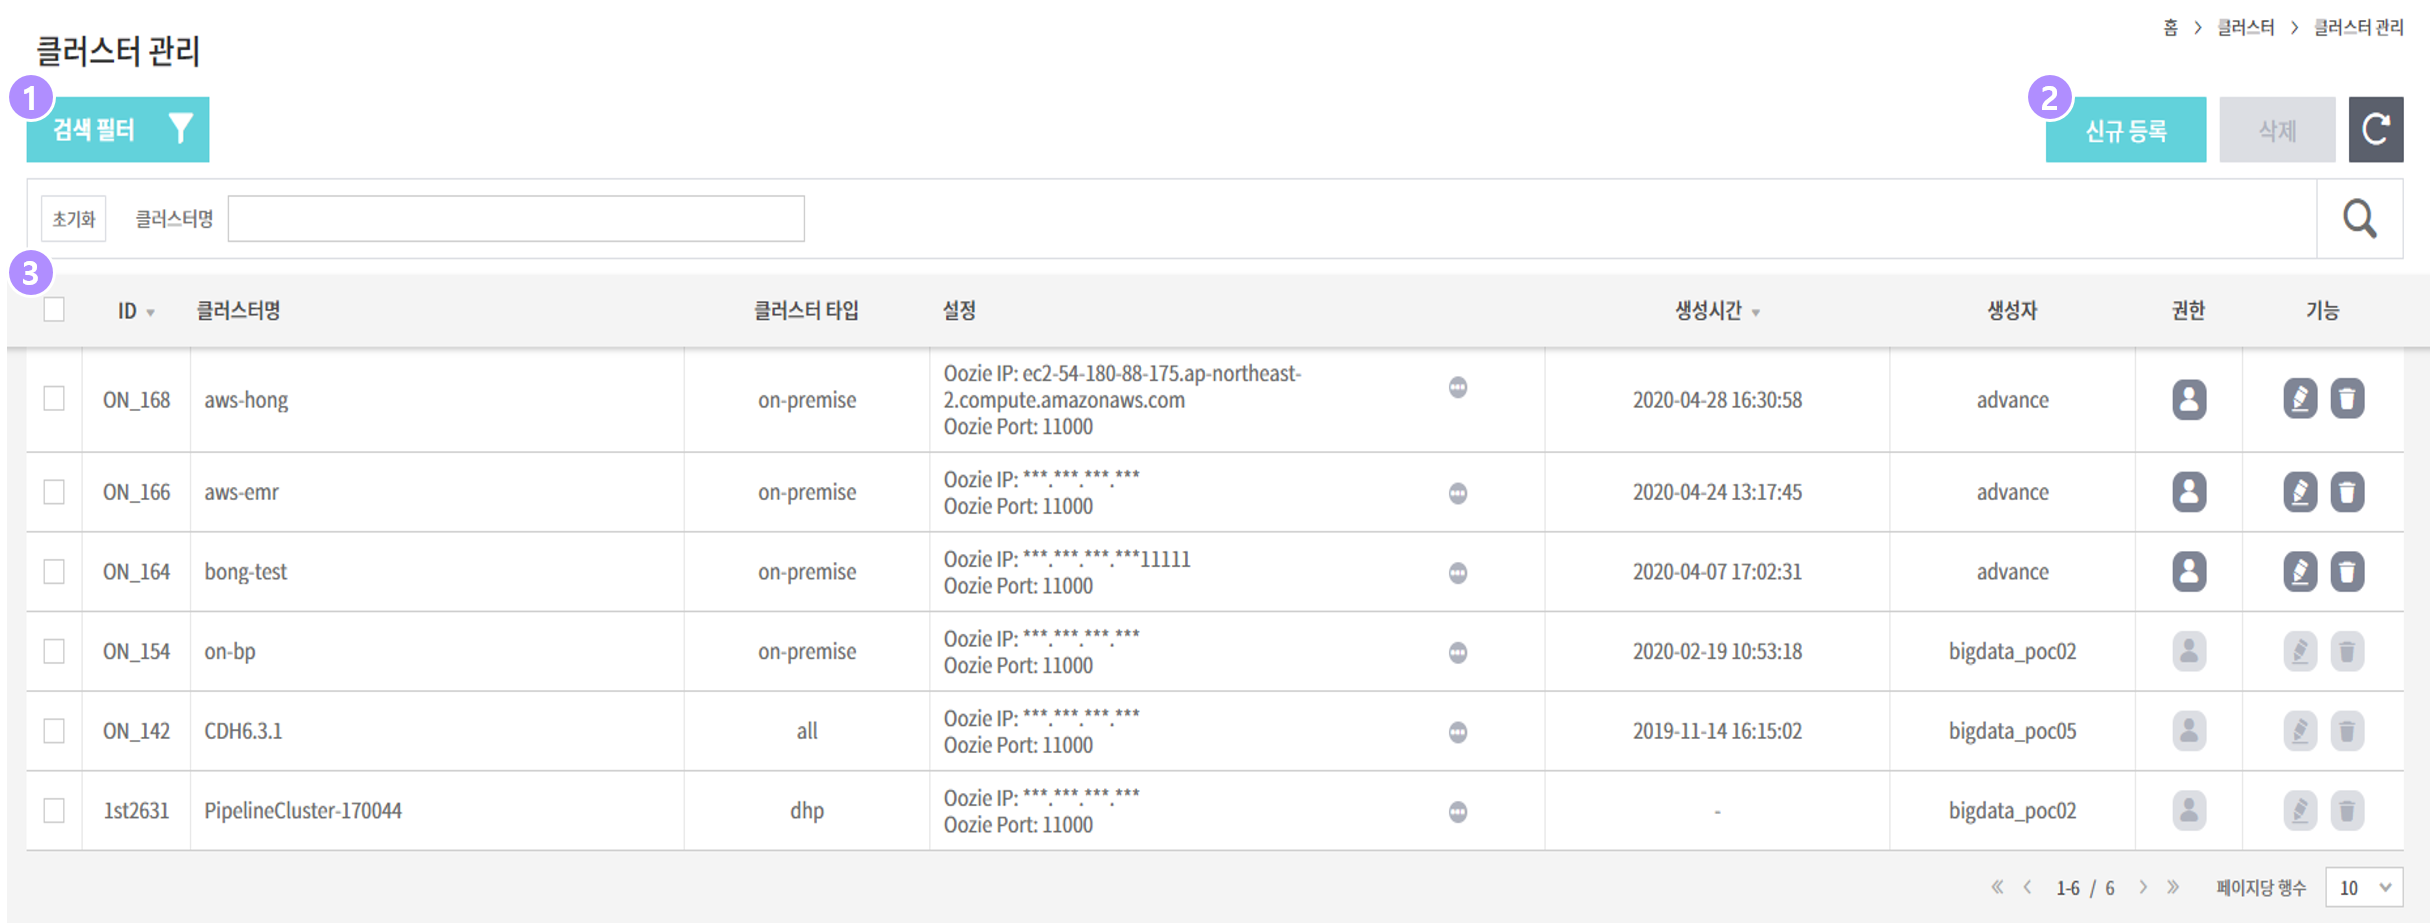 홈 > 클러스터 > 클러스터 관리
클러스터 관리
1
검색 필터
2
신규 등록
삭제
초기화
클러스터명
3
ID
클러스터명
클러스터 타입
설정
생성시간
생성자
권한
기능
ON_168
aws-hong
on-premise
Oozie IP: ec2-54-180-88-175.ap-northeast-
2.compute.amazonaws.com
Oozie Port: 11000
2020-04-28 16:30:58
advance
ON_166
aws-emr
on-premise
Oozie IP: ***.***.***.***
Oozie Port: 11000
2020-04-24 13:17:45
advance
ON_164
bong-test
on-premise
Oozie IP: ***.***.***.***11111
Oozie Port: 11000
2020-04-07 17:02:31
advance
ON_154
on-bp
on-premise
Oozie IP: ***.***.***.***
Oozie Port: 11000
2020-02-19 10:53:18
bigdata_poc02
ON_142
CDH6.3.1
all
Oozie IP: ***.***.***.***
Oozie Port: 11000
2019-11-14 16:15:02
bigdata_poc05
1st2631
PipelineCluster-170044
dhp
Oozie IP: ***.***.***.***
Oozie Port: 11000
-
bigdata_poc02
« < 1-6 / 6 > »
페이지당 행수
10